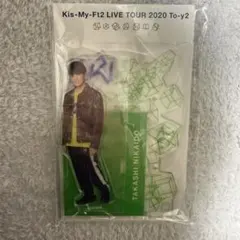 Kis-My-Ft2 LIVE TOUR 2020 To-y2
TAKASHI NIKAIDO